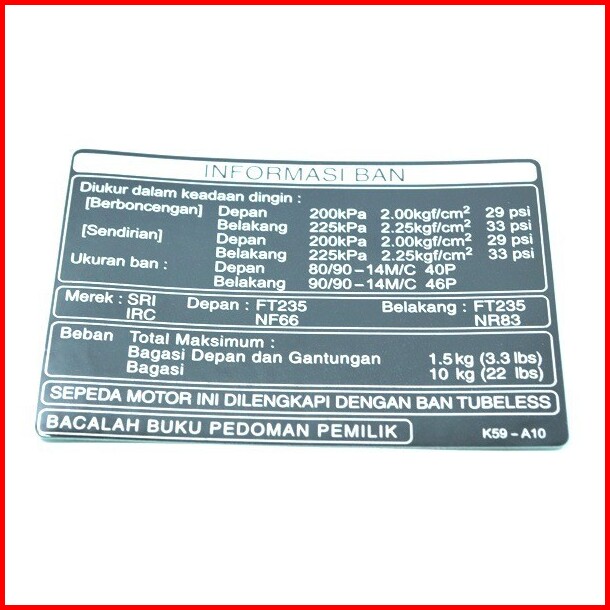 INFORMASI BAN
Diukur dalam keadaan dingin :
[Berboncengan] Depan 200kPa 2.00kgf/cm² 29 psi
Belakang 225kPa 2.25kgf/cm² 33 psi
[Sendirian] Depan 200kPa 2.00kgf/cm² 29 psi
Belakang 225kPa 2.25kgf/cm² 33 psi
Ukuran ban : Depan 80/90-14M/C 40P
Belakang 90/90-14M/C 46P
Merek : SRI Depan : FT235 Belakang : FT235
IRC NF66 NR83
Beban Total Maksimum :
Bagasi Depan dan Gantungan 1.5 kg (3.3 lbs)
Bagasi 10 kg (22 lbs)
SEPEDA MOTOR INI DILENGKAPI DENGAN BAN TUBELESS
BACALAH BUKU PEDOMAN PEMILIK K59-A10